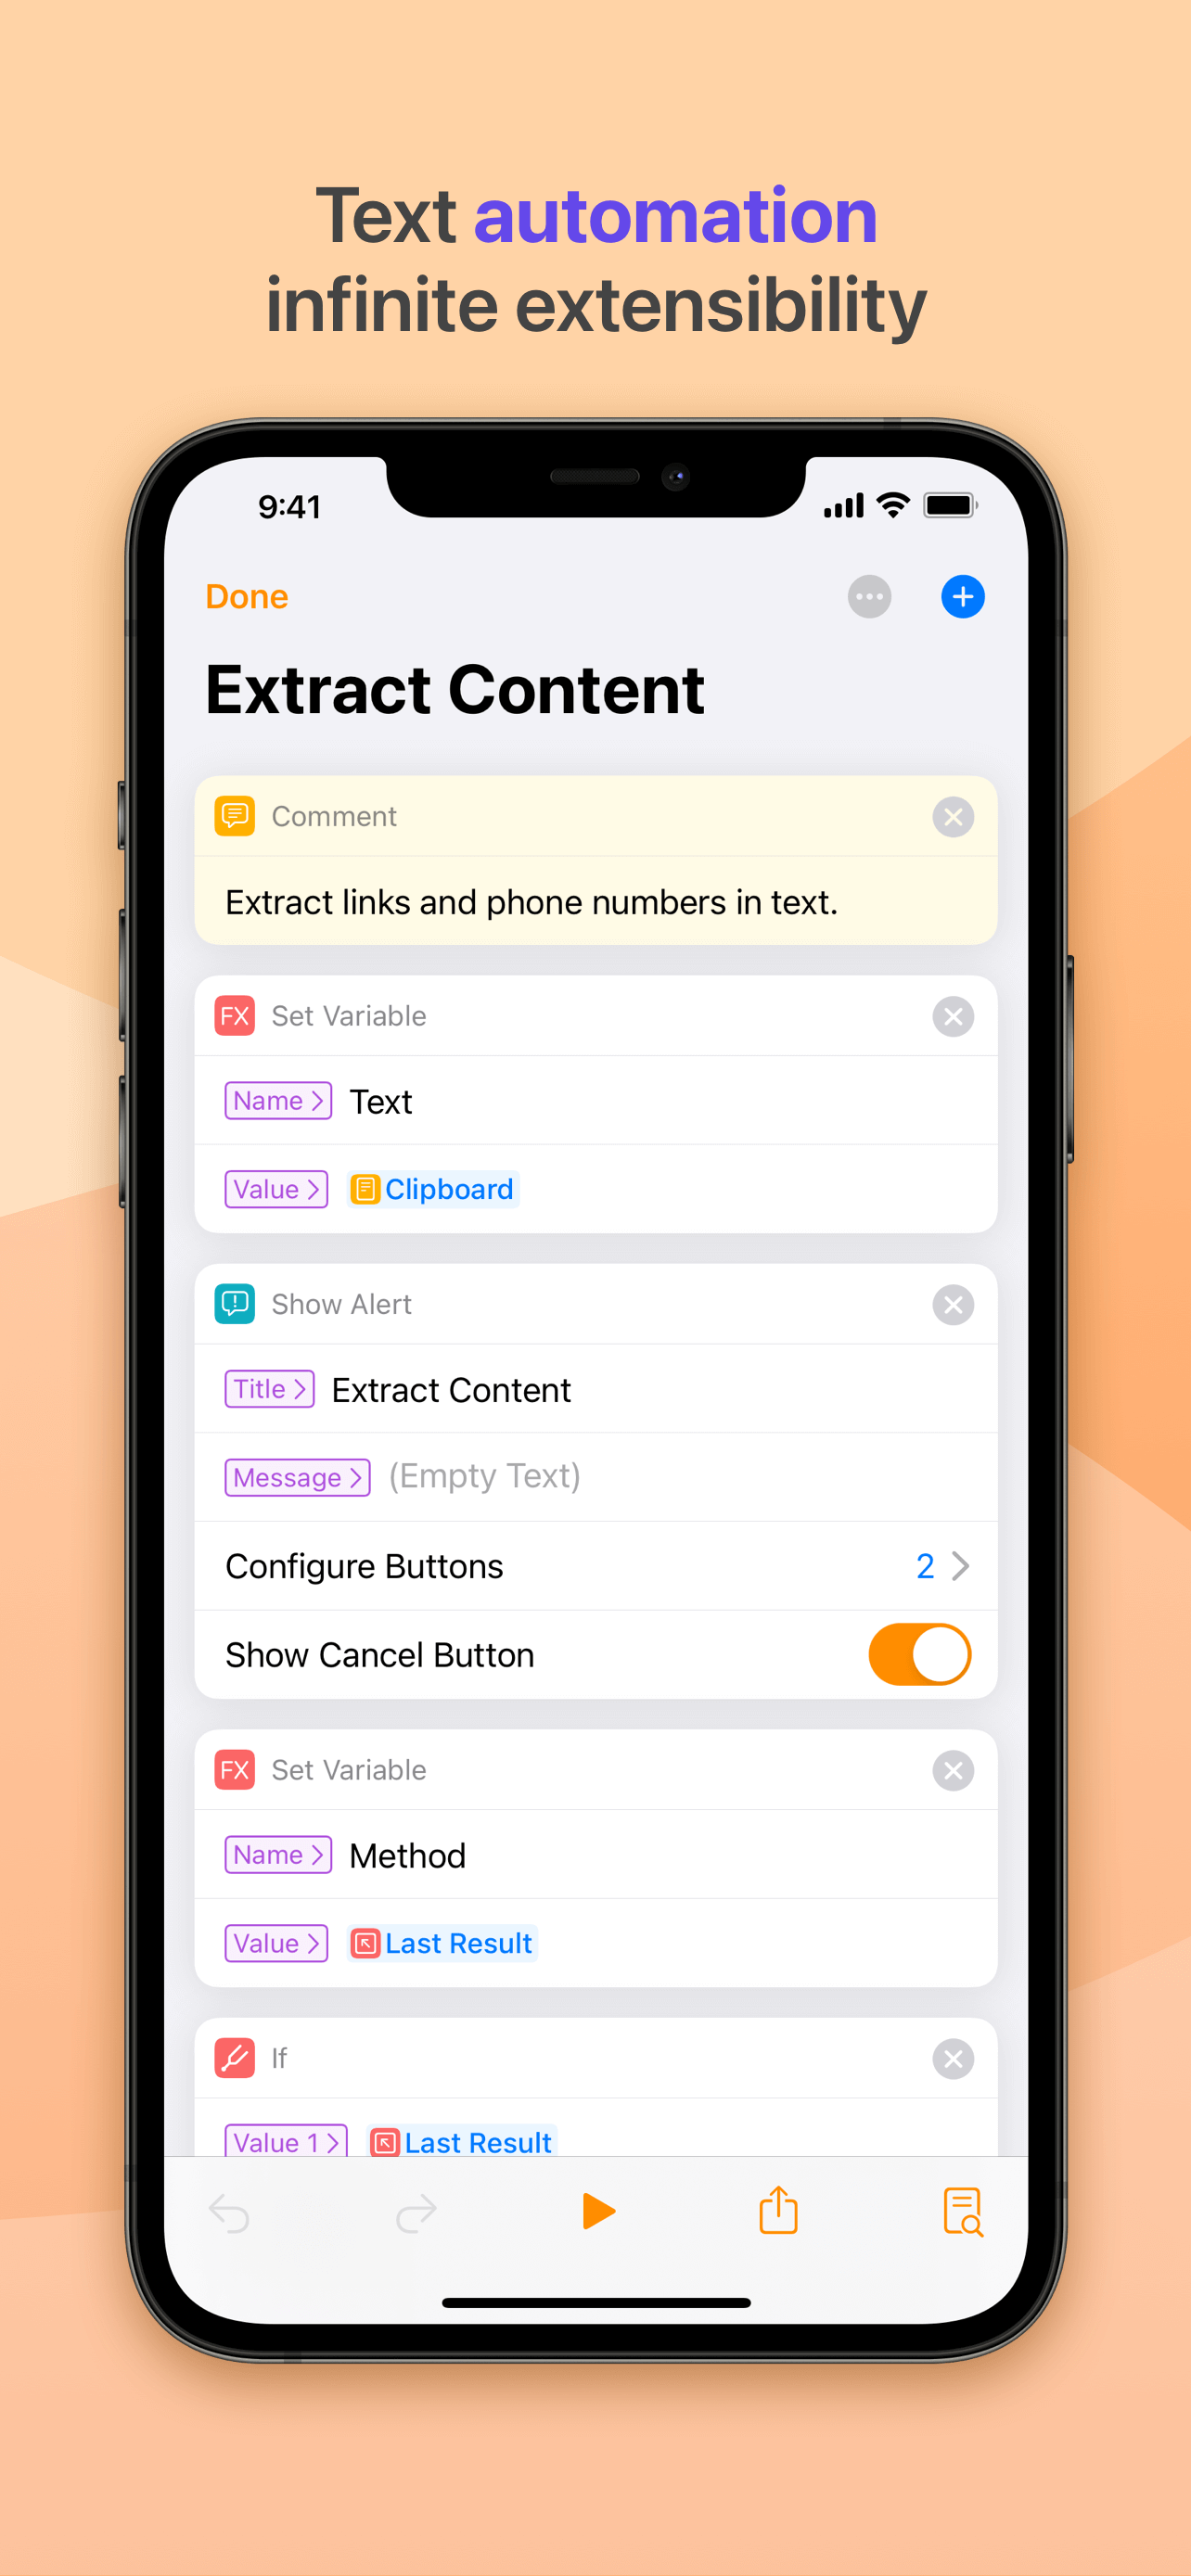 Text automation
infinite extensibility
9:41
Done
Extract Content
Comment
Extract links and phone numbers in text.
FX Set Variable
Name Text
Value Clipboard
Show Alert
Title Extract Content
Message (Empty Text)
Configure Buttons 2
Show Cancel Button
FX Set Variable
Name Method
Value Last Result
If
Value 1 Last Result